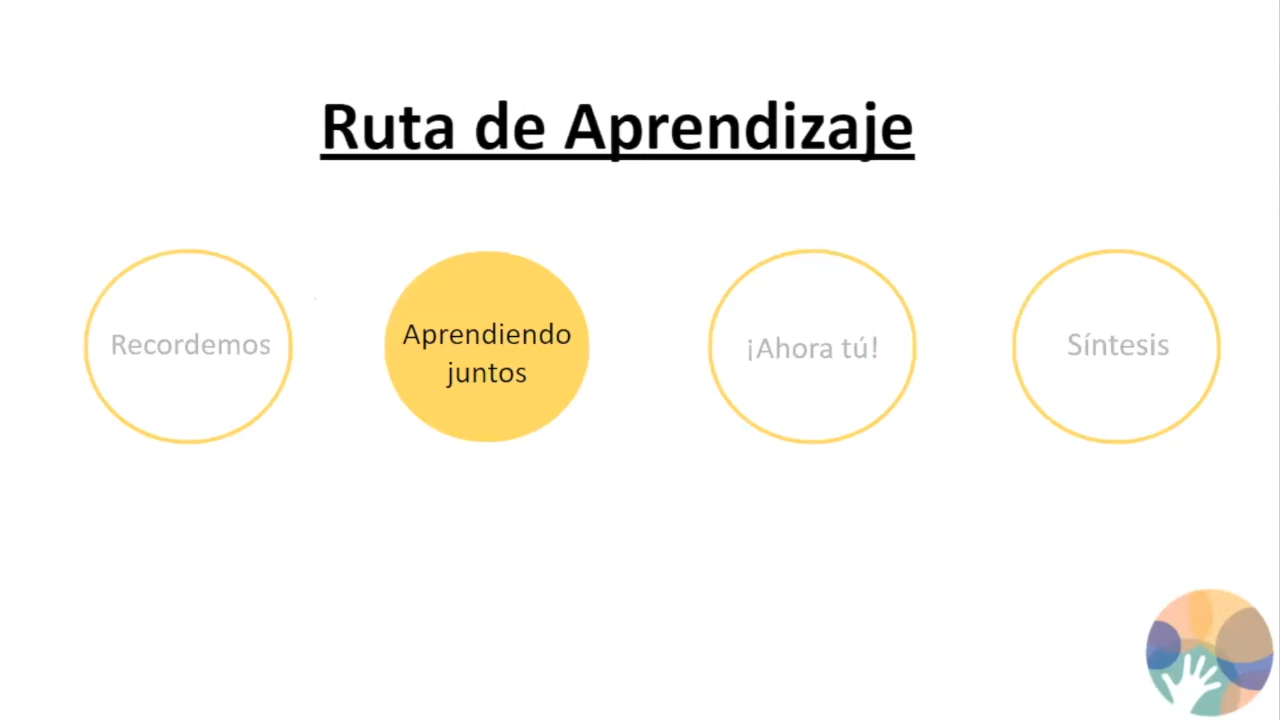 Ruta de Aprendizaje
Recordemos
Aprendiendo
juntos
¡Ahora tú!
Síntesis